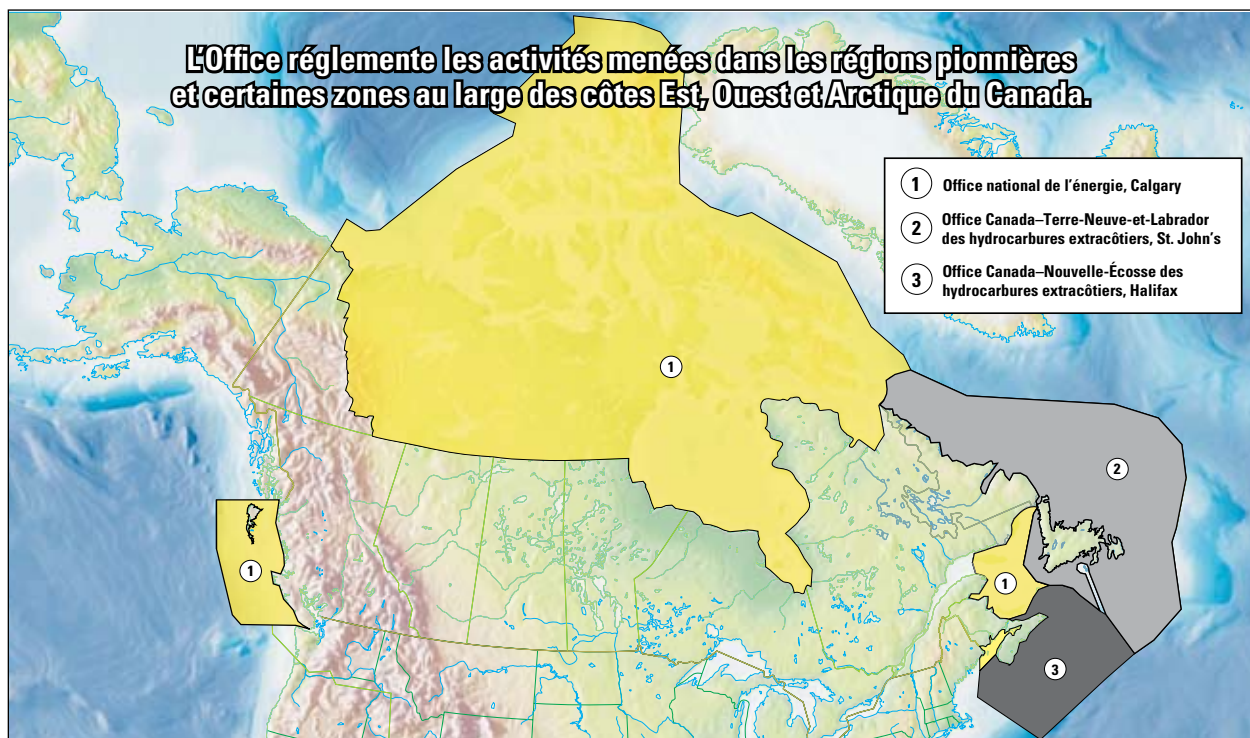 L'Office réglemente les activités menées dans les régions pionnières
et certaines zones au large des côtes Est, Ouest et Arctique du Canada.
1 Office national de l'énergie, Calgary
2 Office Canada–Terre-Neuve-et-Labrador
des hydrocarbures extracôtiers, St. John's
3 Office Canada–Nouvelle-Écosse des
hydrocarbures extracôtiers, Halifax
1
2
1
1
3